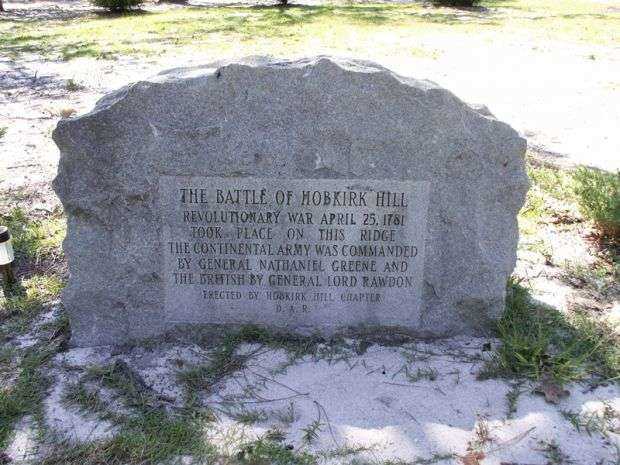 THE BATTLE OF HOBKIRK HILL
REVOLUTIONARY WAR APRIL 25, 1781
TOOK PLACE ON THIS RIDGE
THE CONTINENTAL ARMY WAS COMMANDED
BY GENERAL NATHANIEL GREENE AND
THE BRITISH BY GENERAL LORD RAWDON
ERECTED BY HOBKIRK HILL CHAPTER
D. A. R.